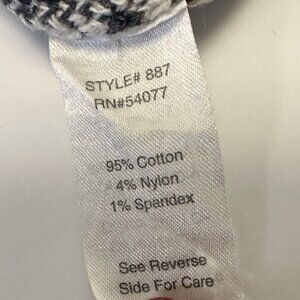 STYLE# 887
RN#54077
95% Cotton
4% Nylon
1% Spandex
See Reverse
Side For Care